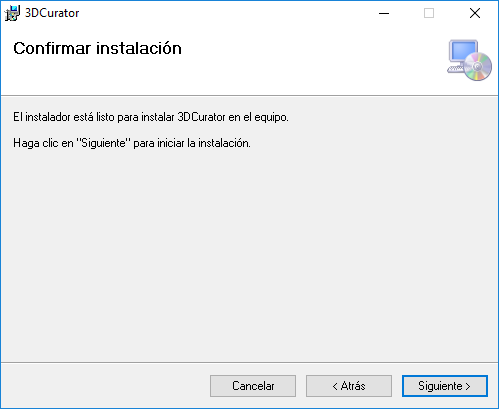 3DCurator
Confirmar instalación
El instalador está listo para instalar 3DCurator en el equipo.
Haga clic en "Siguiente" para iniciar la instalación.
Cancelar
< Atrás
Siguiente >